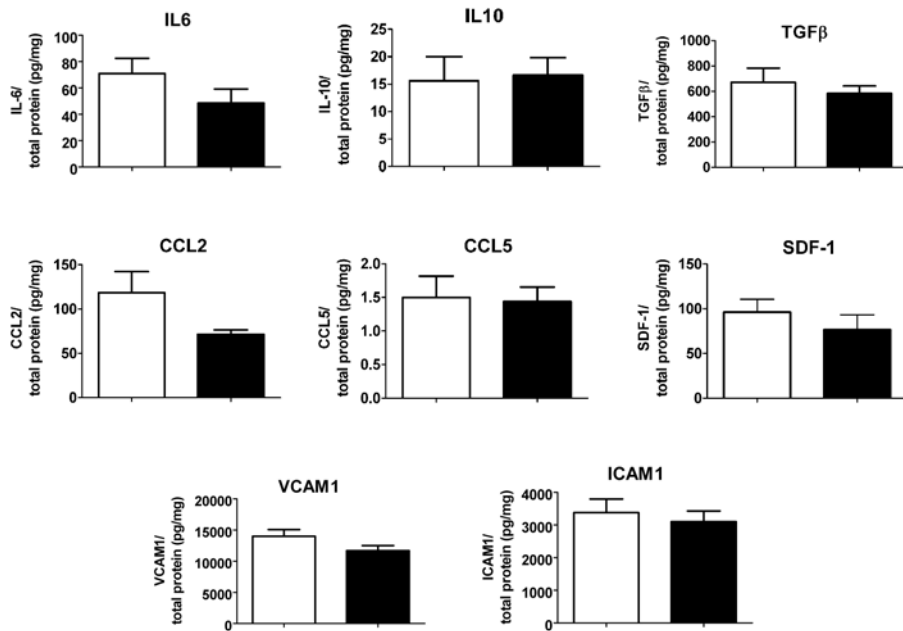 IL6
IL-6/
total protein (pg/mg)
100
80
60
40
20
0
IL10
IL-10/
total protein (pg/mg)
25
20
15
10
5
0
TGFβ
TGFβ/
total protein (pg/mg)
1000
800
600
400
200
0
CCL2
CCL2/
total protein (pg/mg)
150
100
50
0
CCL5
CCL5/
total protein (pg/mg)
2.0
1.5
1.0
0.5
0.0
SDF-1
SDF-1/
total protein (pg/mg)
150
100
50
0
VCAM1
VCAM1/
total protein (pg/mg)
20000
15000
10000
5000
0
ICAM1
ICAM1/
total protein (pg/mg)
4000
3000
2000
1000
0